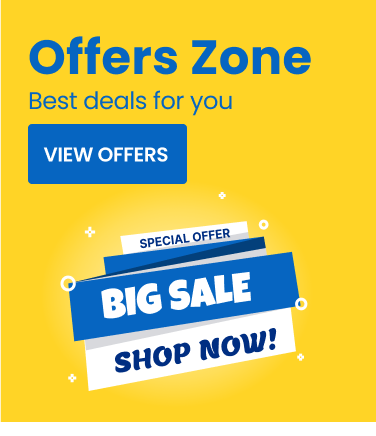 Offers Zone
Best deals for you
VIEW OFFERS
SPECIAL OFFER
BIG SALE
SHOP NOW!